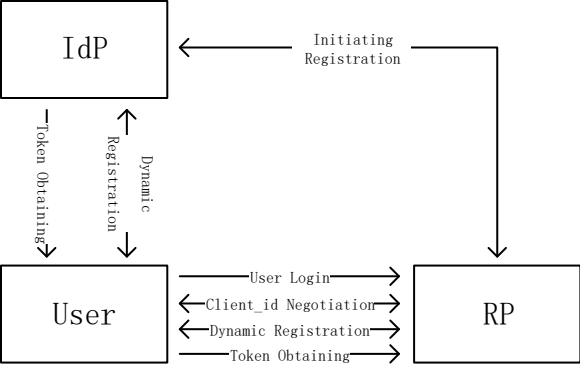 IdP
Initiating
Registration
Token Obtaining
Dynamic
Registration
User
User Login
Client_id Negotiation
Dynamic Registration
Token Obtaining
RP